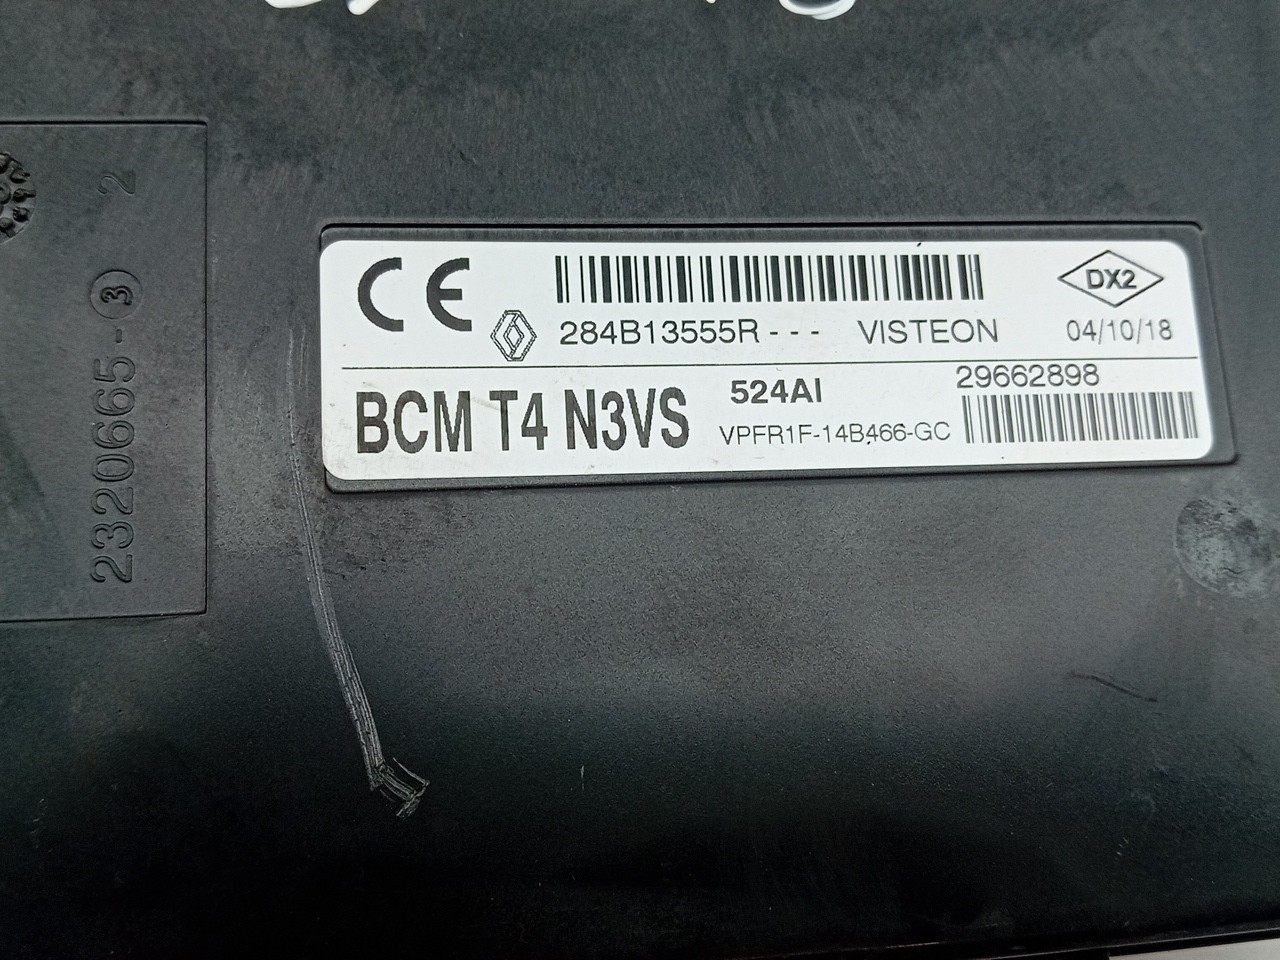 CE
284B13555R--- VISTEON
DX2
04/10/18
BCM T4 N3VS
524AI
VPFR1F-14B466-GC
29662898
2320665-3
2